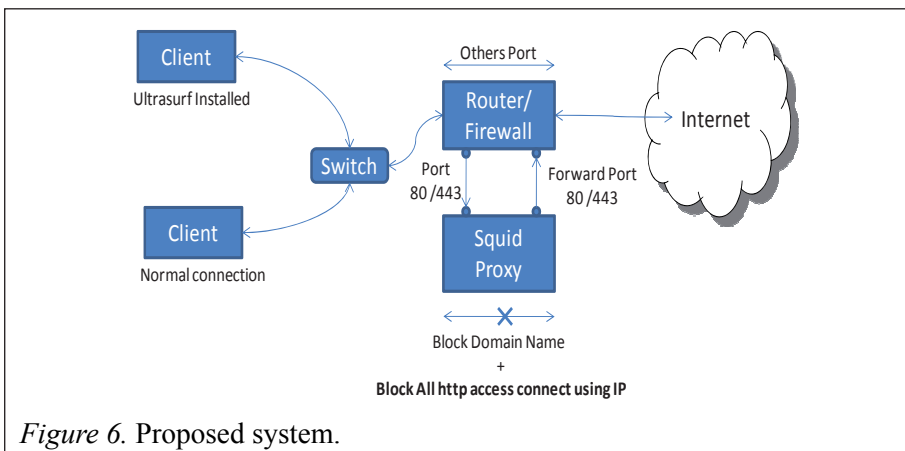 Client
Ultrasurf Installed
Others Port
Router/
Firewall
Internet
Switch
Port
80 /443
Forward Port
80 /443
Client
Normal connection
Squid
Proxy
Block Domain Name
+
Block All http access connect using IP
Figure 6. Proposed system.